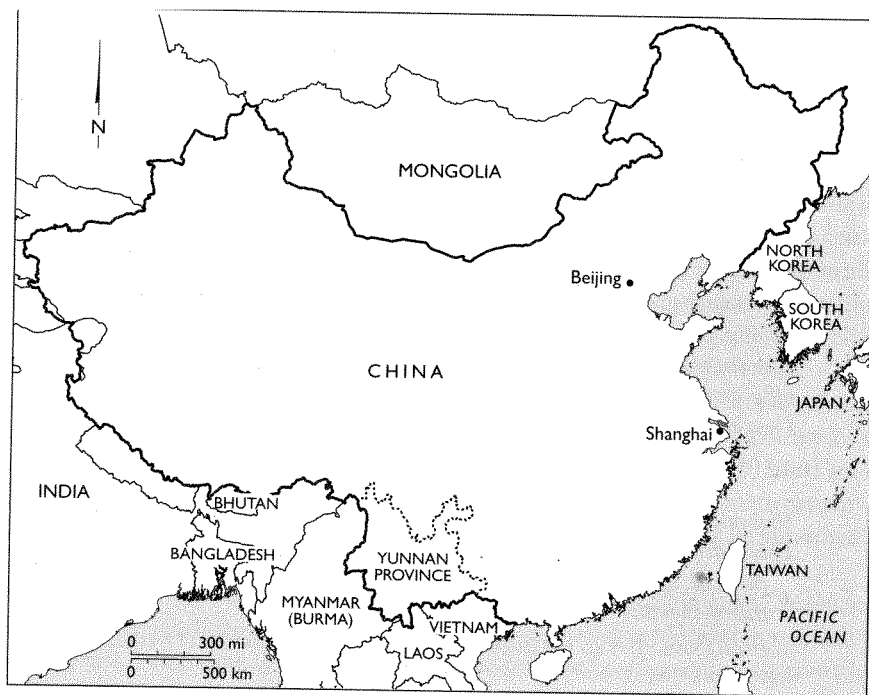 N
MONGOLIA
NORTH
KOREA
Beijing
SOUTH
KOREA
CHINA
JAPAN
Shanghai
INDIA
BHUTAN
BANGLADESH
YUNNAN
PROVINCE
TAIWAN
MYANMAR
(BURMA)
VIETNAM
PACIFIC
OCEAN
LAOS
0 300 mi
0 500 km